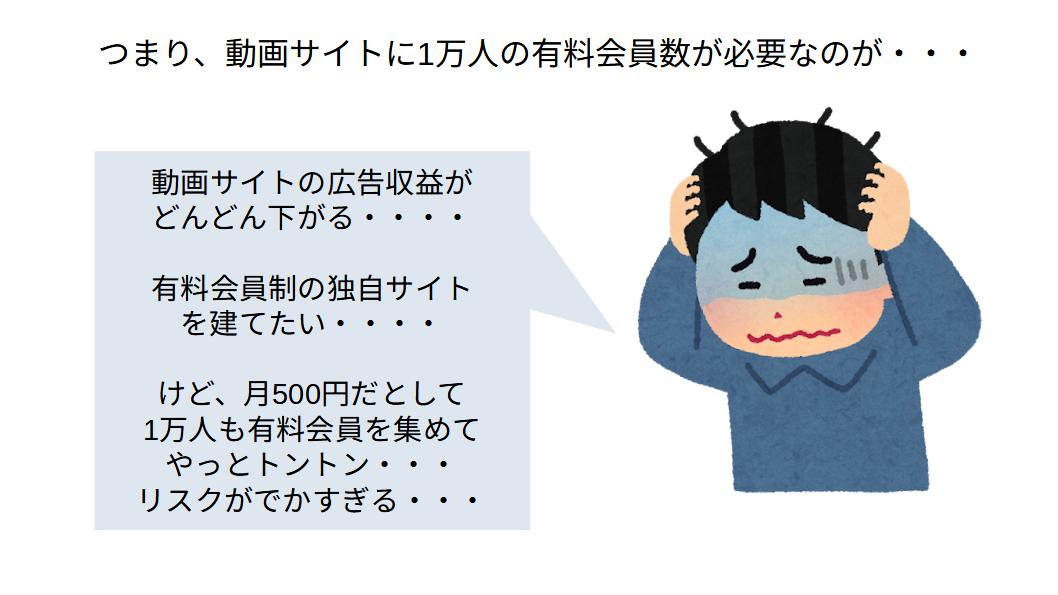 つまり、動画サイトに1万人の有料会員数が必要なのが・・・
動画サイトの広告収益が
どんどん下がる・・・・
有料会員制の独自サイト
を建てたい・・・・
けど、月500円だとして
1万人も有料会員を集めて
やっとトントン・・・
リスクがでかすぎる・・・